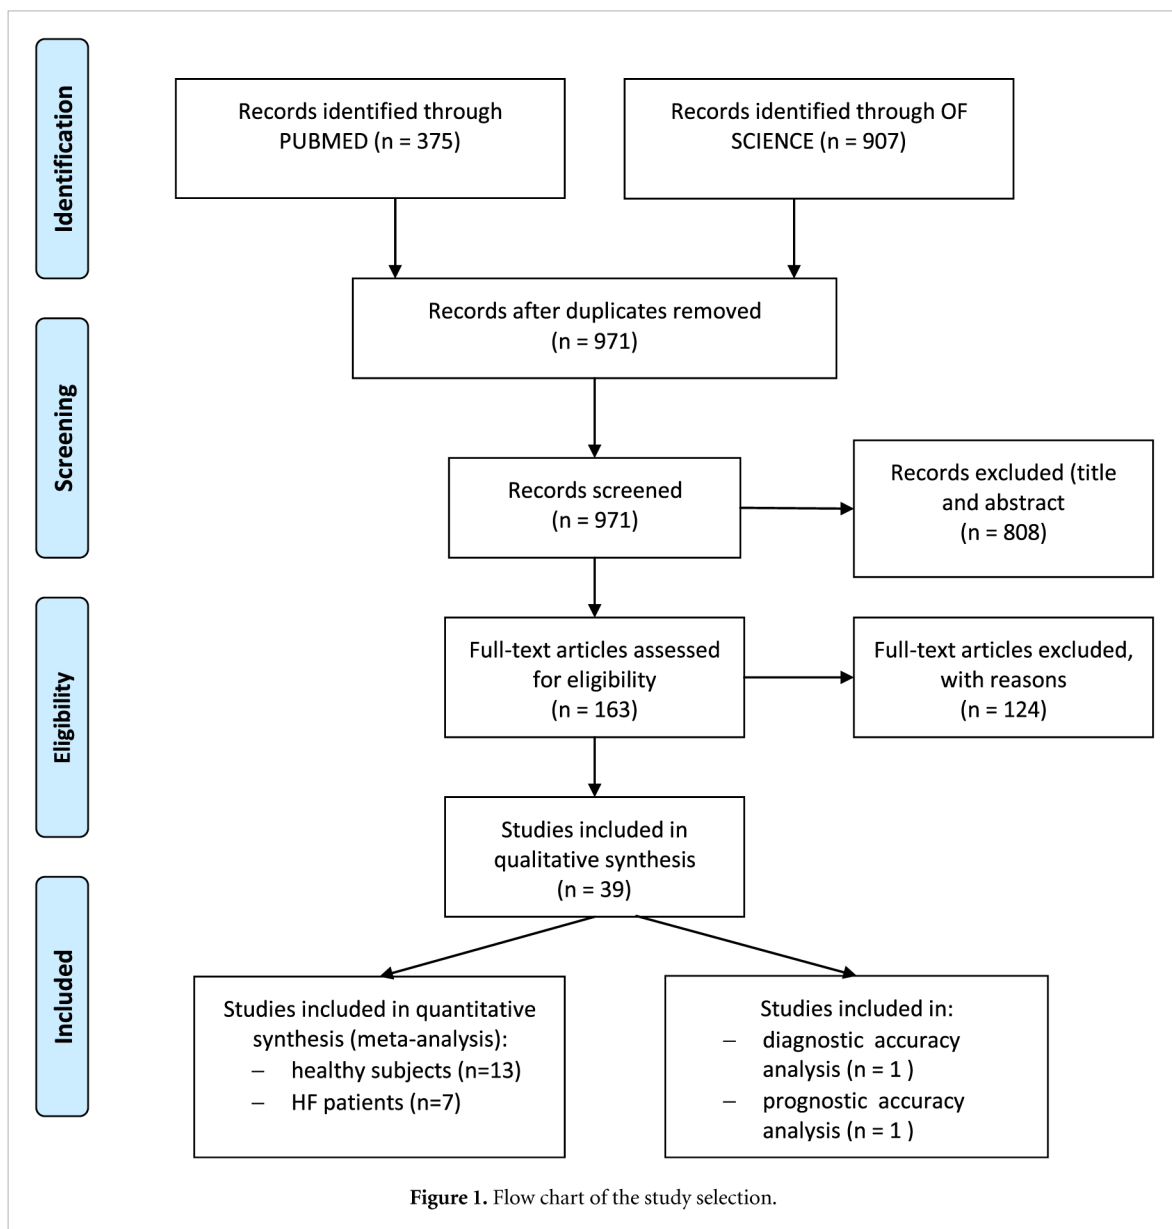 Identification
Records identified through
PUBMED (n = 375)
Records identified through OF
SCIENCE (n = 907)
Records after duplicates removed
(n = 971)
Screening
Records screened
(n = 971)
Records excluded (title
and abstract
(n = 808)
Eligibility
Full-text articles assessed
for eligibility
(n = 163)
Full-text articles excluded,
with reasons
(n = 124)
Studies included in
qualitative synthesis
(n = 39)
Included
Studies included in quantitative
synthesis (meta-analysis):
– healthy subjects (n=13)
– HF patients (n=7)
Studies included in:
– diagnostic accuracy
analysis (n = 1 )
– prognostic accuracy
analysis (n = 1 )
Figure 1. Flow chart of the study selection.